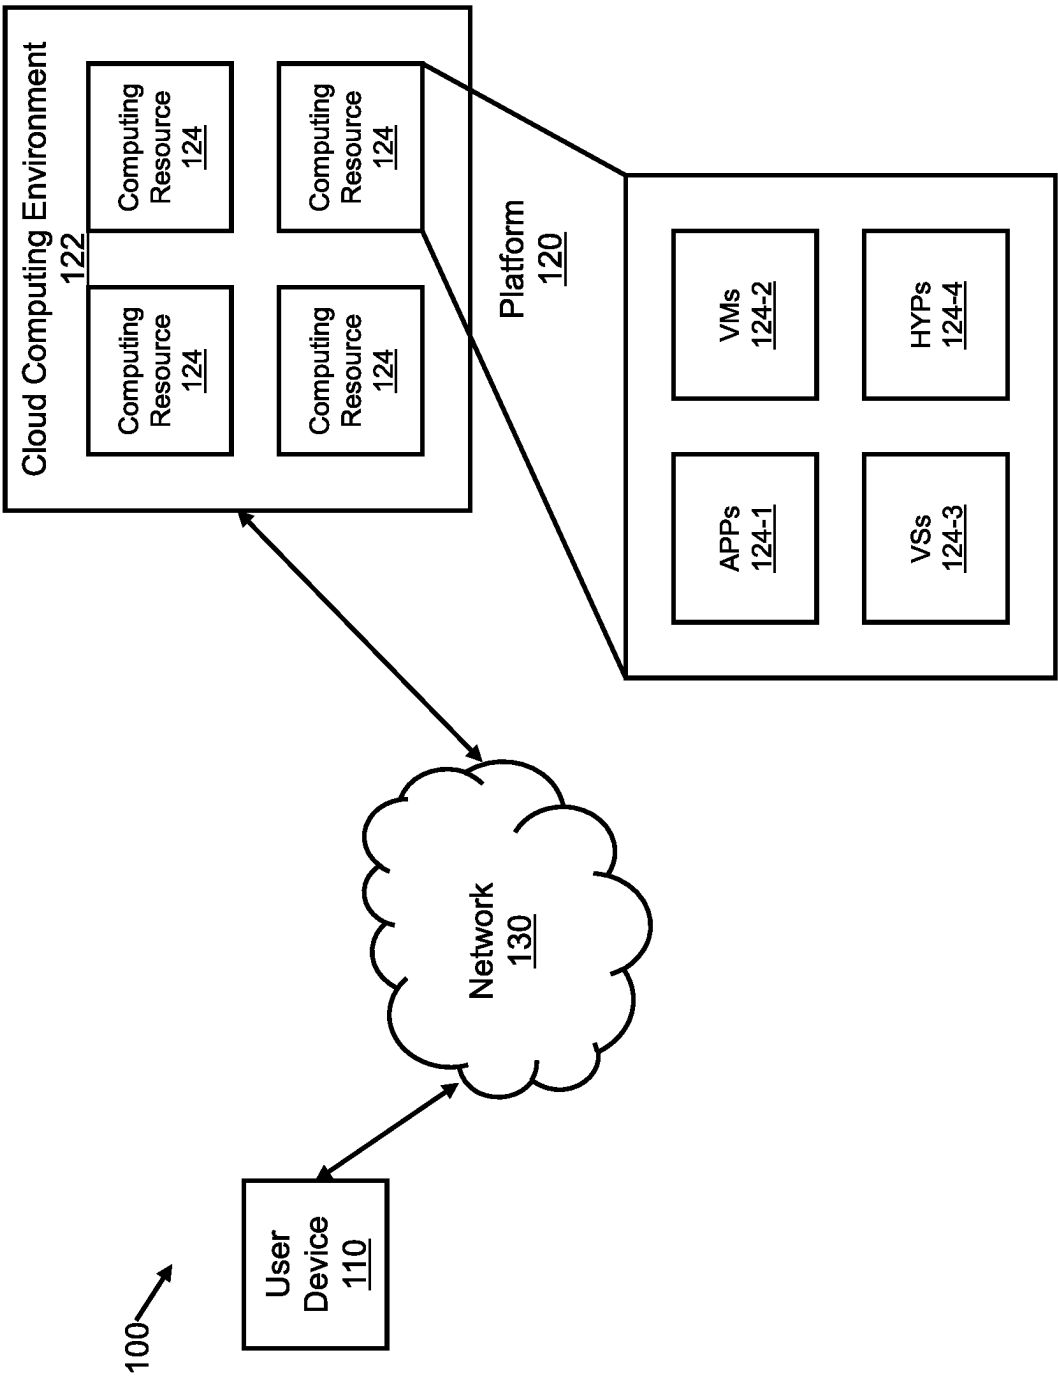 100
User
Device
110
Network
130
Cloud Computing Environment
122
Computing
Resource
124
Computing
Resource
124
Computing
Resource
124
Computing
Resource
124
Platform
120
APPs
124-1
VMs
124-2
VSs
124-3
HYPs
124-4